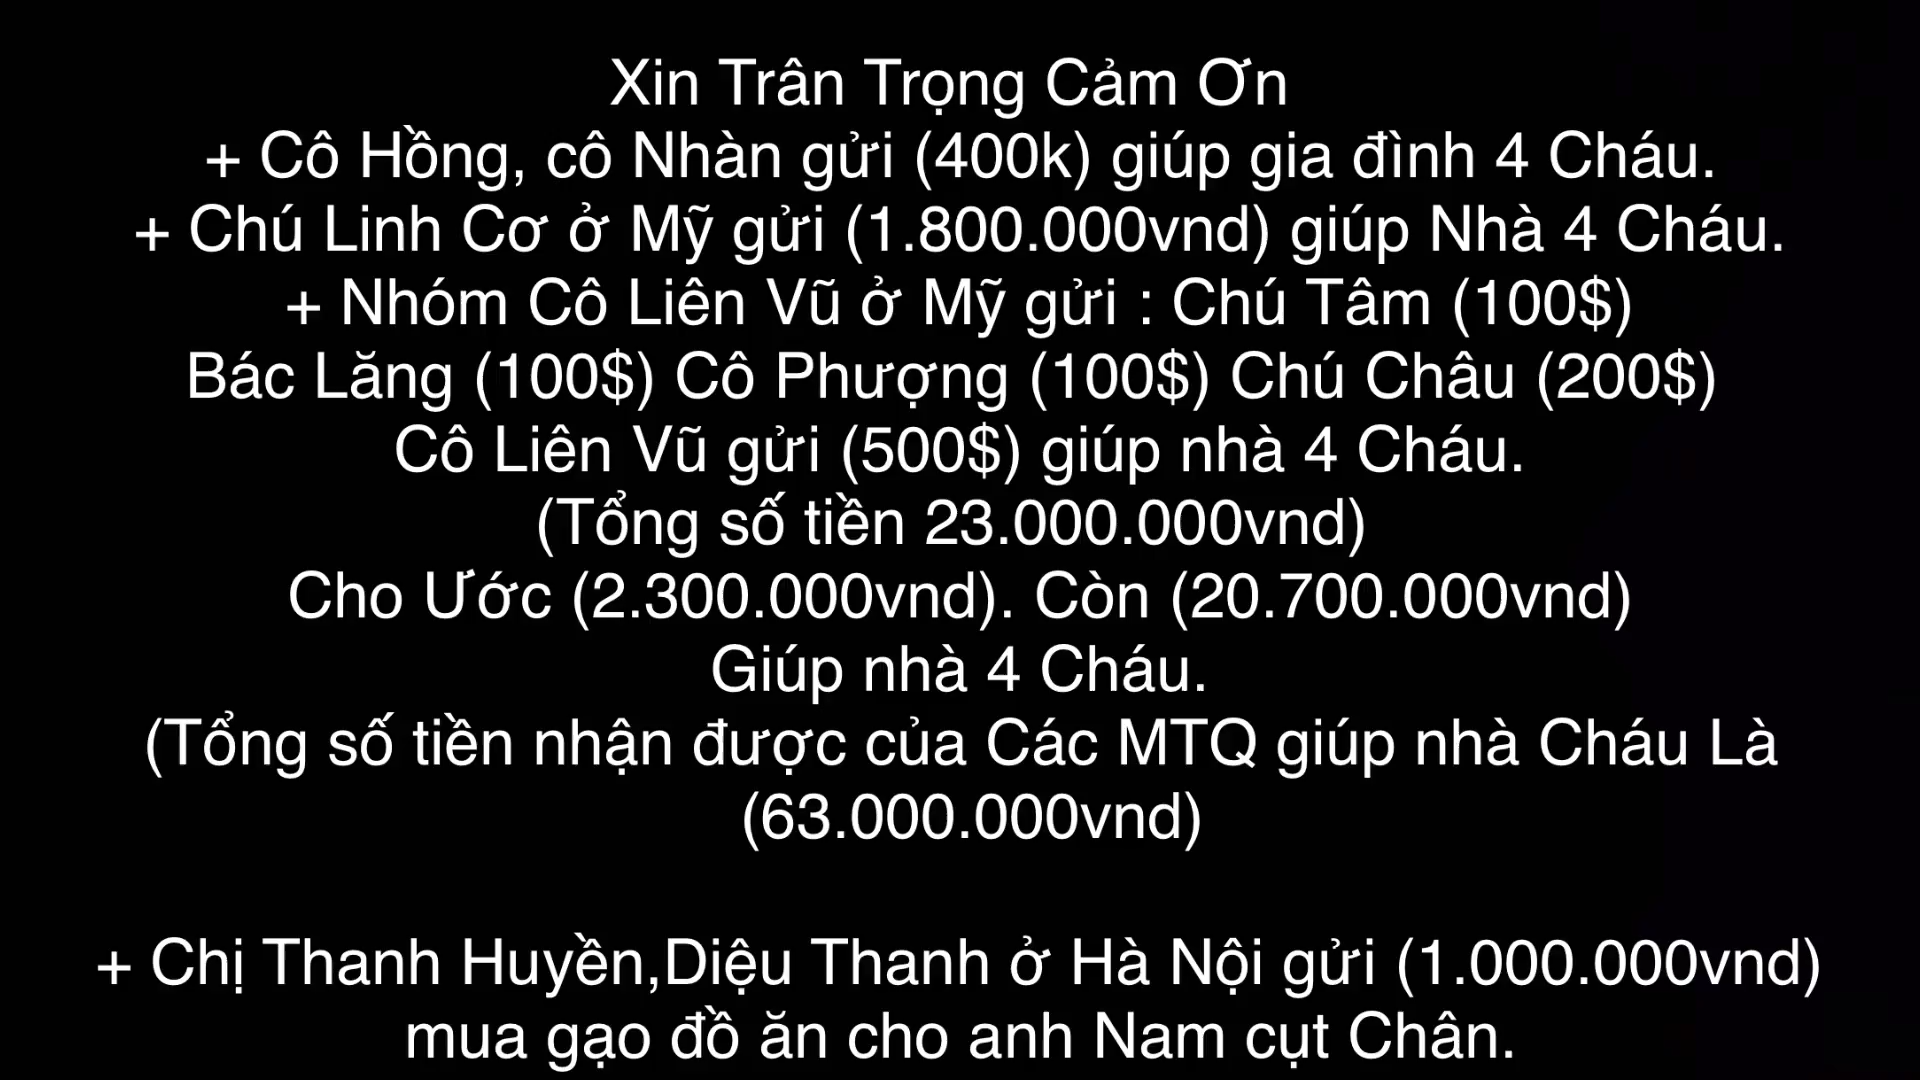 Xin Trân Trọng Cảm Ơn
+ Cô Hồng, cô Nhàn gửi (400k) giúp gia đình 4 Cháu.
+ Chú Linh Cơ ở Mỹ gửi (1.800.000vnd) giúp Nhà 4 Cháu.
+ Nhóm Cô Liên Vũ ở Mỹ gửi : Chú Tâm (100$)
Bác Lăng (100$) Cô Phượng (100$) Chú Châu (200$)
Cô Liên Vũ gửi (500$) giúp nhà 4 Cháu.
(Tổng số tiền 23.000.000vnd)
Cho Ước (2.300.000vnd). Còn (20.700.000vnd)
Giúp nhà 4 Cháu.
(Tổng số tiền nhận được của Các MTQ giúp nhà Cháu Là
(63.000.000vnd)
+ Chị Thanh Huyền,Diệu Thanh ở Hà Nội gửi (1.000.000vnd)
mua gạo đồ ăn cho anh Nam cụt Chân.